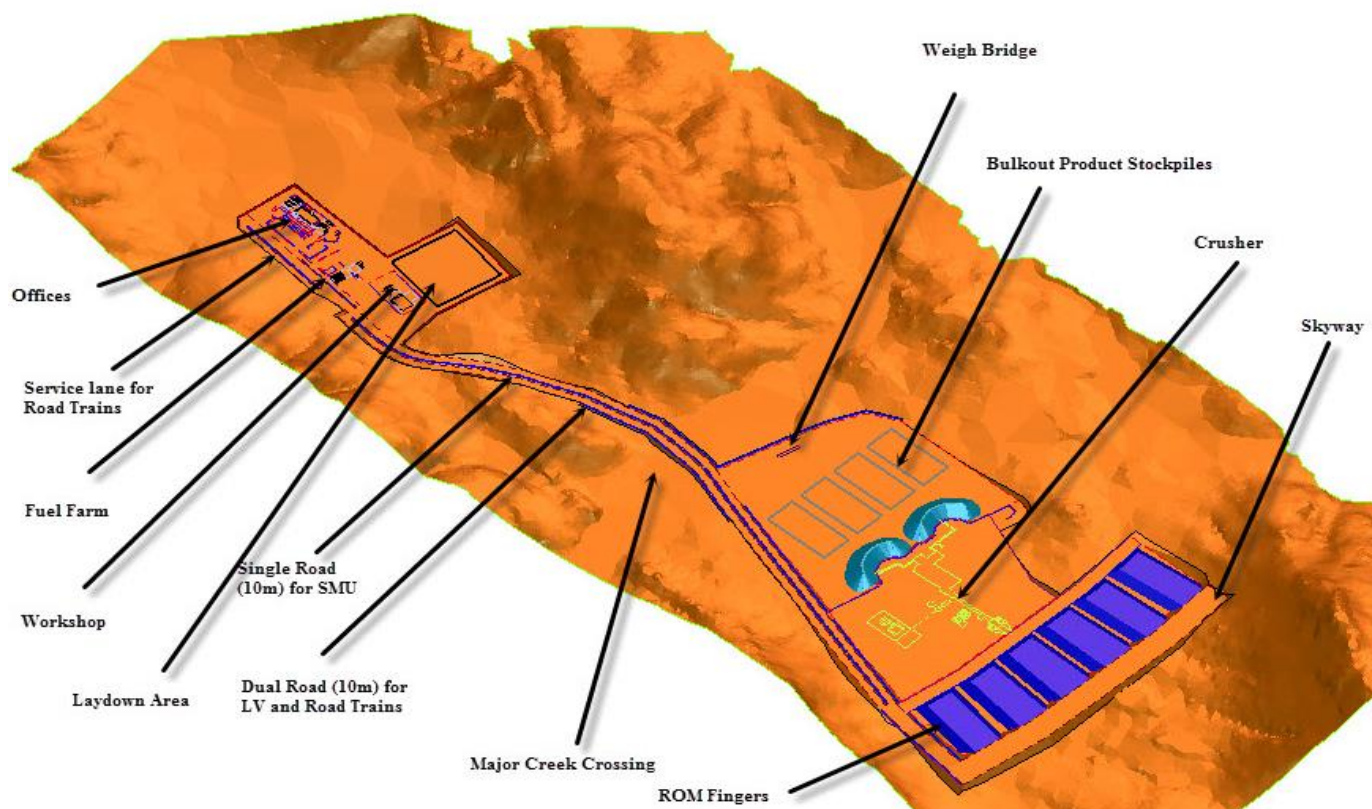 Weigh Bridge
Bulkout Product Stockpiles
Crusher
Skyway
Offices
Service lane for
Road Trains
Fuel Farm
Single Road
(10m) for SMU
Workshop
Laydown Area
Dual Road (10m) for
LV and Road Trains
Major Creek Crossing
ROM Fingers